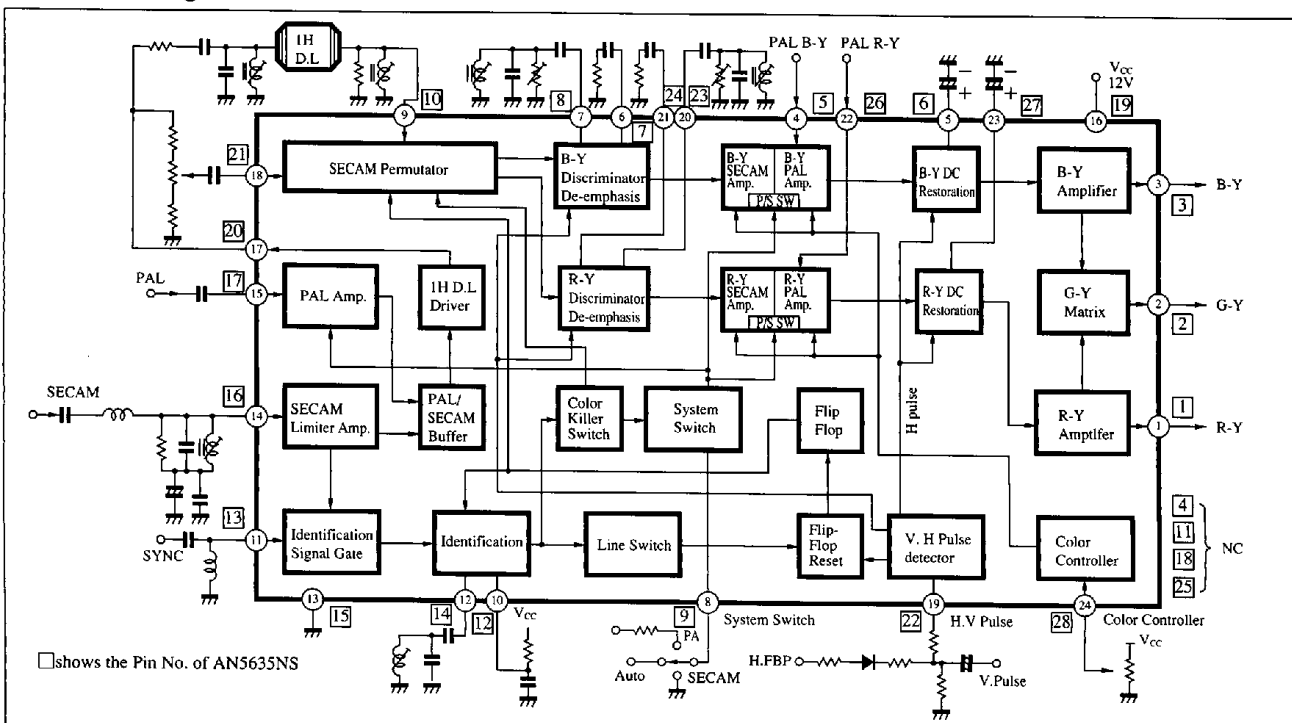 1H
D.L
PAL B-Y
PAL R-Y
VCC
12V
10
8
24
23
5
26
6
27
19
9
7
6
7
21
20
4
22
5
23
16
21
18
SECAM Permutator
B-Y
Discriminator
De-emphasis
B-Y
SECAM
Amp.
B-Y
PAL
Amp.
P/S SW
B-Y DC
Restoration
B-Y
Amplifier
3
B-Y
3
20
17
PAL
17
15
PAL Amp.
1H D.L
Driver
R-Y
Discriminator
De-emphasis
R-Y
SECAM
Amp.
R-Y
PAL
Amp.
P/S SW
R-Y DC
Restoration
G-Y
Matrix
2
G-Y
2
SECAM
16
14
SECAM
Limiter Amp.
PAL/
SECAM
Buffer
Color
Killer
Switch
System
Switch
Flip
Flop
H pulse
R-Y
Amptlfer
1
1
R-Y
13
SYNC
11
Identification
Signal Gate
Identification
Line Switch
Flip-
Flop
Reset
V. H Pulse
detector
Color
Controller
4
11
18
25
NC
13
15
12
14
10
12
VCC
8
9
System Switch
19
22
H.V Pulse
24
28
Color Controller
VCC
PA
Auto
SECAM
H.FBP
V.Pulse
□shows the Pin No. of AN5635NS